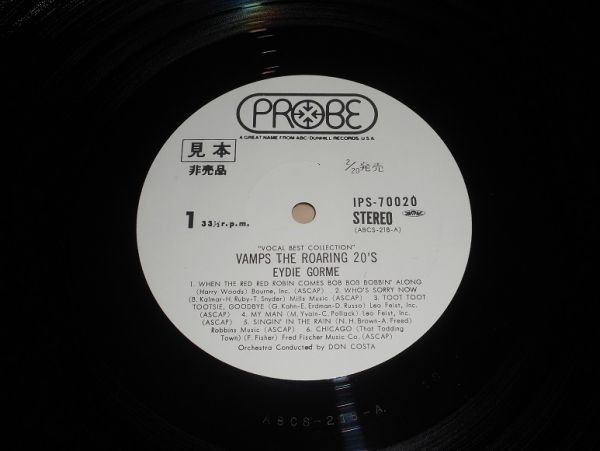 PROBE
A GREAT NAME FROM ABC/DUNHILL RECORDS. U.S.A.
見本
非売品
2/20発売
1 33⅓r.p.m.
IPS-70020
STEREO
(ABCS-218-A)
"VOCAL BEST COLLECTION"
VAMPS THE ROARING 20'S
EYDIE GORME
1. WHEN THE RED RED ROBIN COMES BOB BOB BOBBIN' ALONG
(Harry Woods) Bourne, Inc. (ASCAP) 2. WHO'S SORRY NOW
(B. Kalmar-H. Ruby-T. Snyder) Mills Music (ASCAP) 3. TOOT TOOT
TOOTSIE, GOODBYE (G. Kohn-E. Erdman-D. Russo) Leo Feist, Inc.
(ASCAP) 4. MY MAN (M. Yvain-C. Pollack) Leo Feist, Inc.
(ASCAP) 5. SINGIN' IN THE RAIN (N. H. Brown-A. Freed)
Robbins Music (ASCAP) 6. CHICAGO (That Todding
Town) (F. Fisher) Fred Fischer Music Co. (ASCAP)
Orchestra Conducted by DON COSTA
ABCS-218-A